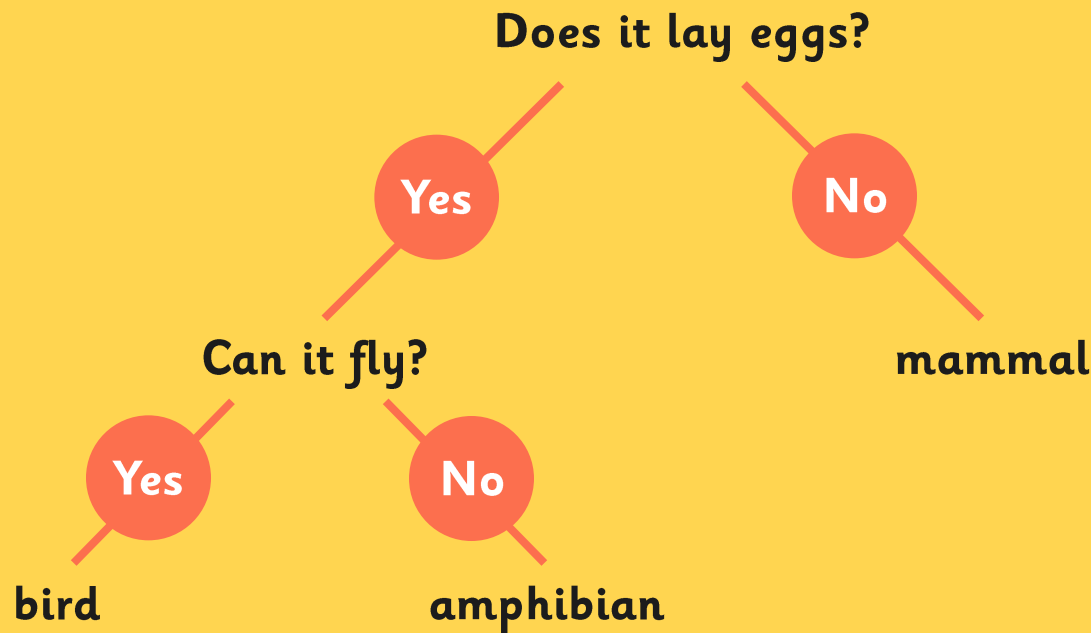 Does it lay eggs?
Yes
No
Can it fly?
mammal
Yes
No
bird
amphibian